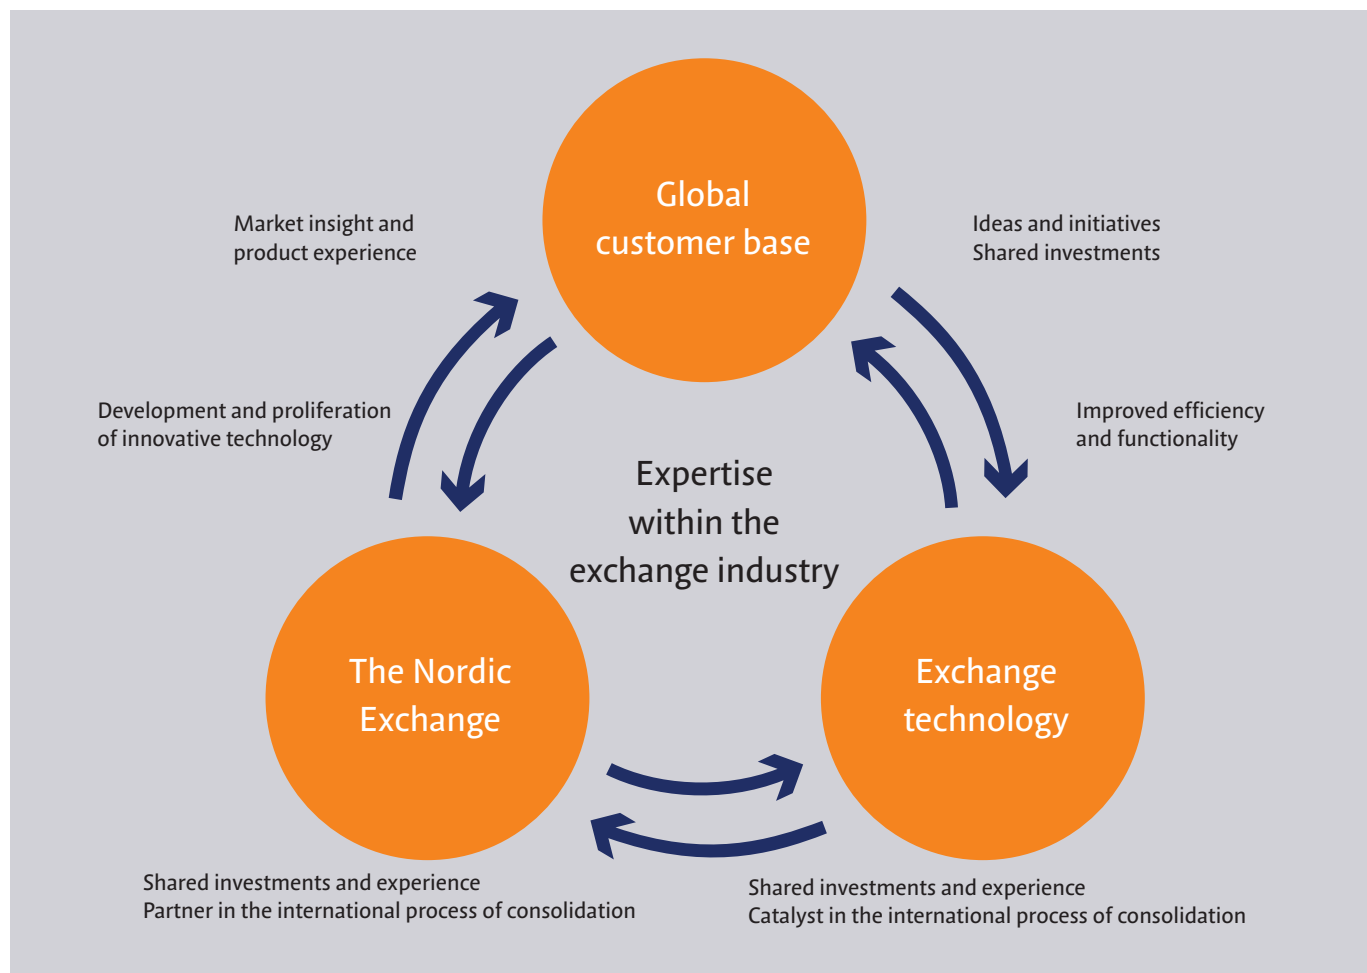 Global
customer base
Market insight and
product experience
Ideas and initiatives
Shared investments
Development and proliferation
of innovative technology
Improved efficiency
and functionality
Expertise
within the
exchange industry
The Nordic
Exchange
Exchange
technology
Shared investments and experience
Partner in the international process of consolidation
Shared investments and experience
Catalyst in the international process of consolidation